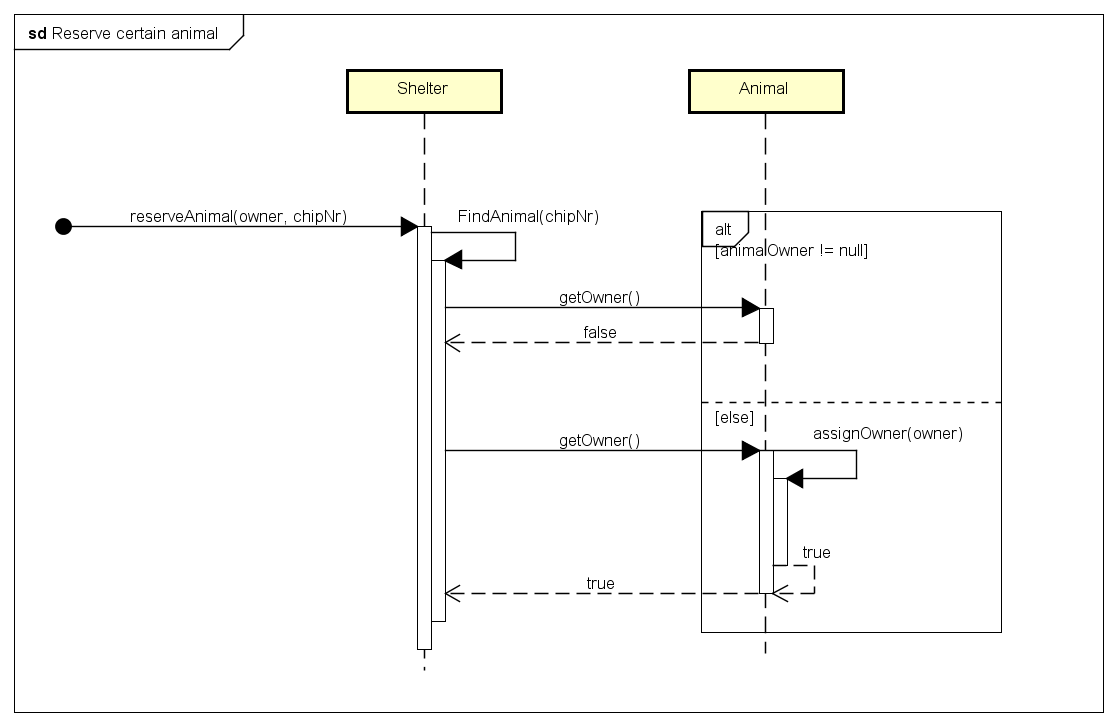 sd Reserve certain animal
Shelter
Animal
reserveAnimal(owner, chipNr)
FindAnimal(chipNr)
alt
[animalOwner != null]
getOwner()
false
[else]
getOwner()
assignOwner(owner)
true
true